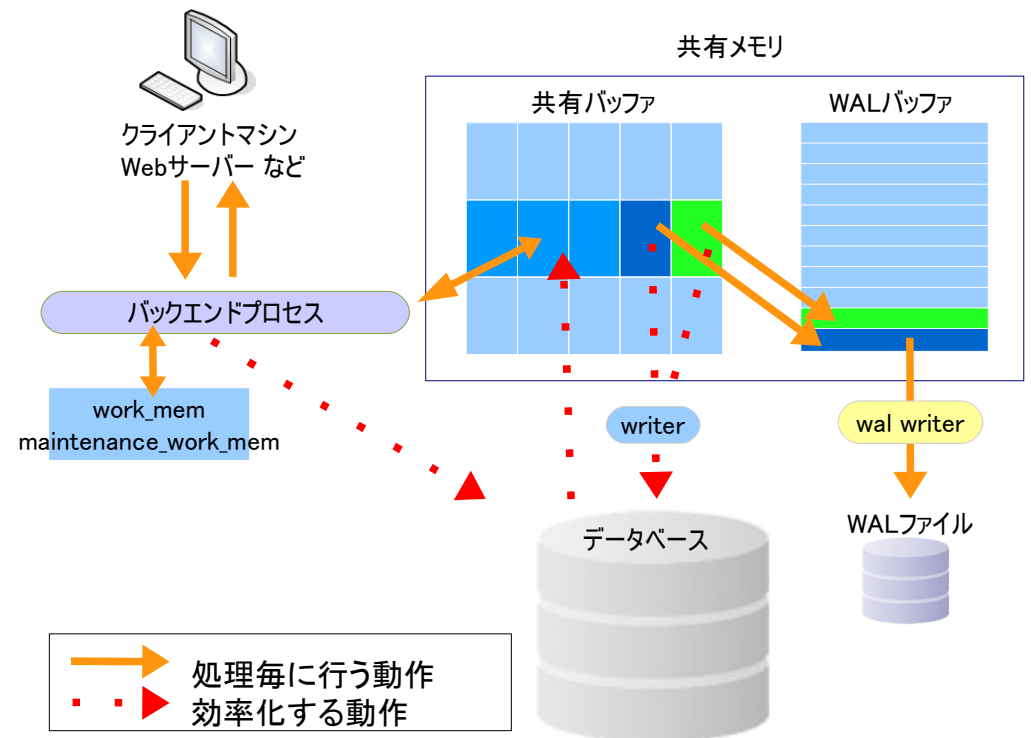 共有メモリ
共有バッファ
WALバッファ
クライアントマシン
Webサーバー など
バックエンドプロセス
work_mem
maintenance_work_mem
writer
wal writer
データベース
WALファイル
処理毎に行う動作
効率化する動作